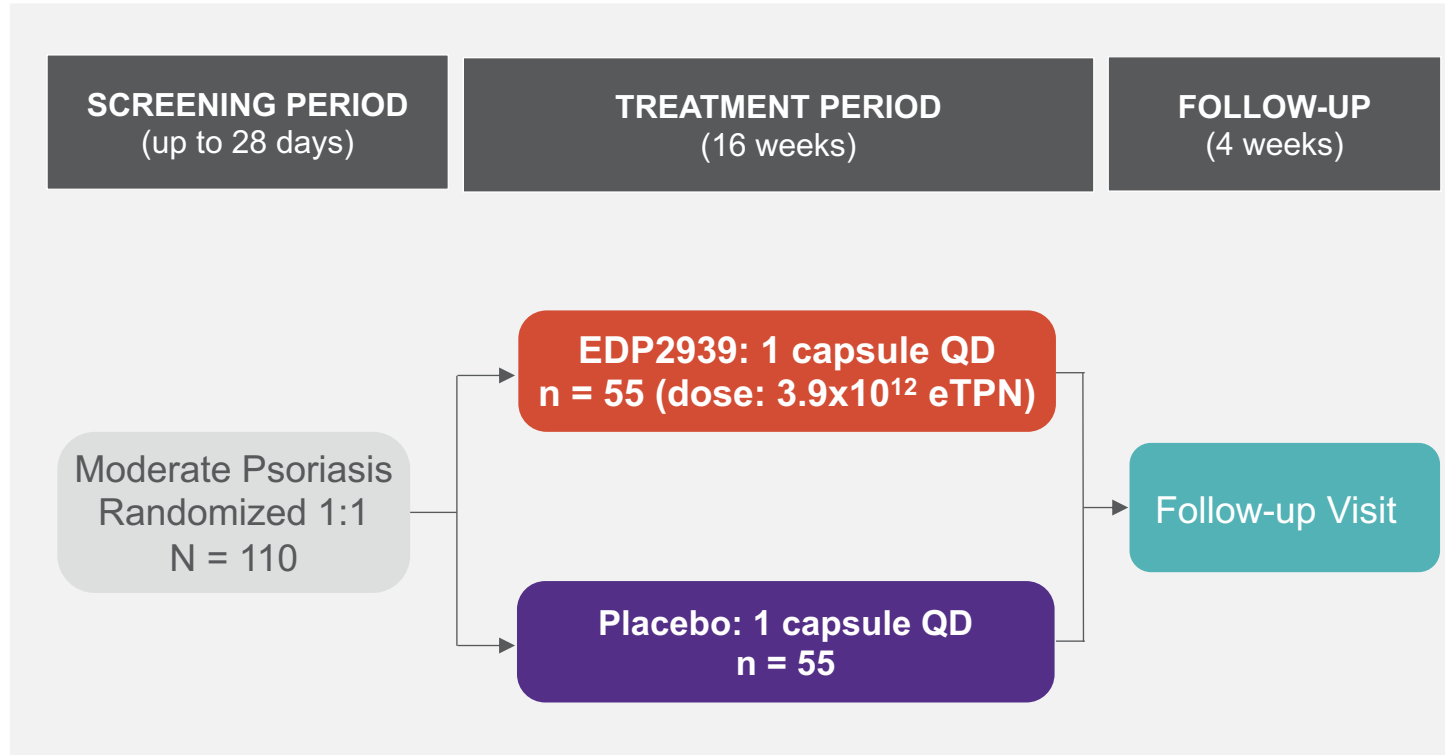 SCREENING PERIOD
(up to 28 days)
TREATMENT PERIOD
(16 weeks)
FOLLOW-UP
(4 weeks)
EDP2939: 1 capsule QD
n = 55 (dose: 3.9x10¹² eTPN)
Moderate Psoriasis
Randomized 1:1
N = 110
Follow-up Visit
Placebo: 1 capsule QD
n = 55